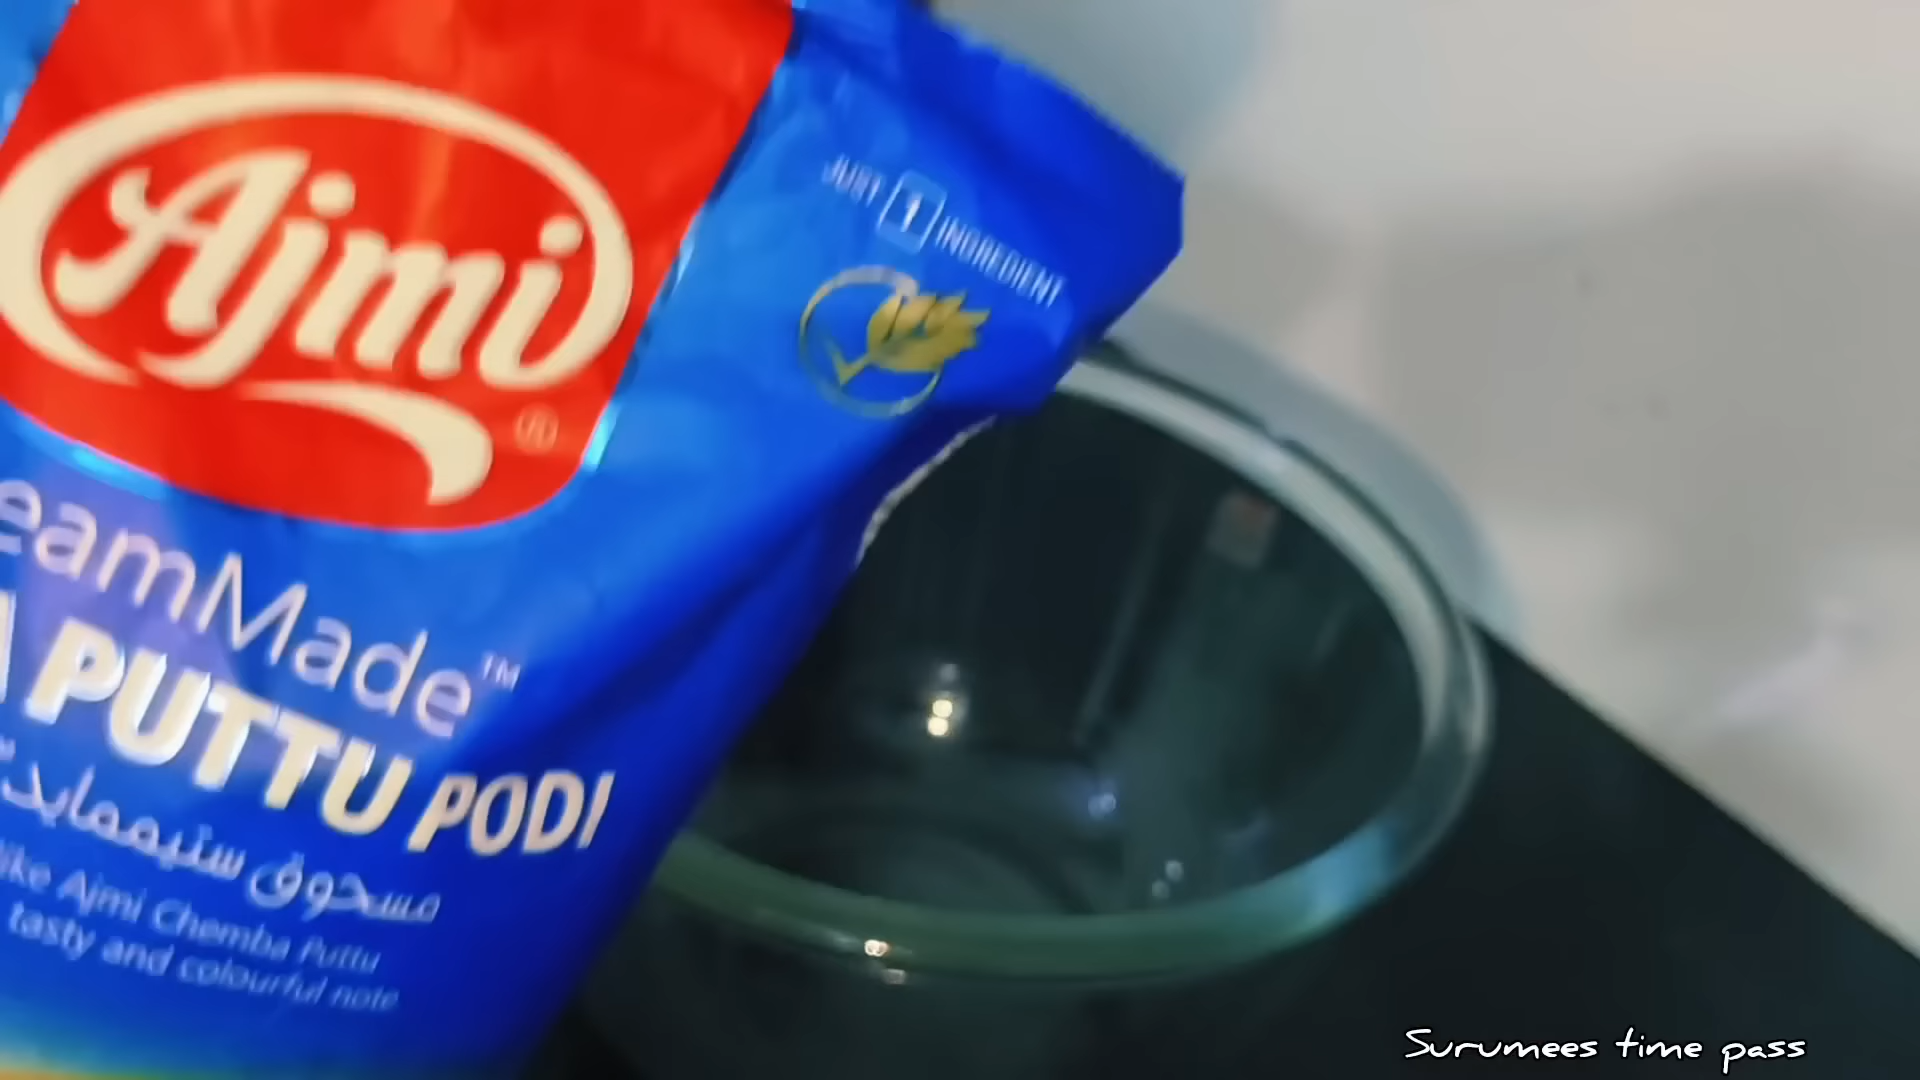 JUST 1 INGREDIENT
Ajmi
®
eamMade™
A PUTTU PODI
مسحوق ستيممايد
ike Ajmi Chemba Puttu
tasty and colourful note
Surumees time pass